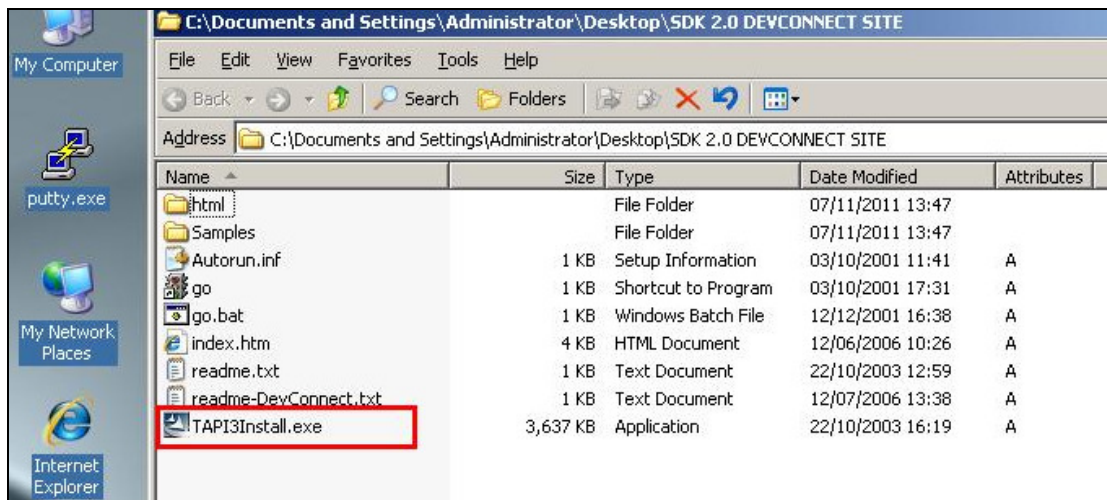 C:\Documents and Settings\Administrator\Desktop\SDK 2.0 DEVCONNECT SITE
My Computer
File Edit View Favorites Tools Help
Back Search Folders
Address C:\Documents and Settings\Administrator\Desktop\SDK 2.0 DEVCONNECT SITE
putty.exe
Name Size Type Date Modified Attributes
html File Folder 07/11/2011 13:47
Samples File Folder 07/11/2011 13:47
Autorun.inf 1 KB Setup Information 03/10/2001 11:41 A
go 1 KB Shortcut to Program 03/10/2001 17:31 A
go.bat 1 KB Windows Batch File 12/12/2001 16:38 A
index.htm 4 KB HTML Document 12/06/2006 10:26 A
readme.txt 1 KB Text Document 22/10/2003 12:59 A
readme-DevConnect.txt 1 KB Text Document 12/07/2006 13:38 A
TAPI3Install.exe 3,637 KB Application 22/10/2003 16:19 A
My Network
Places
Internet
Explorer